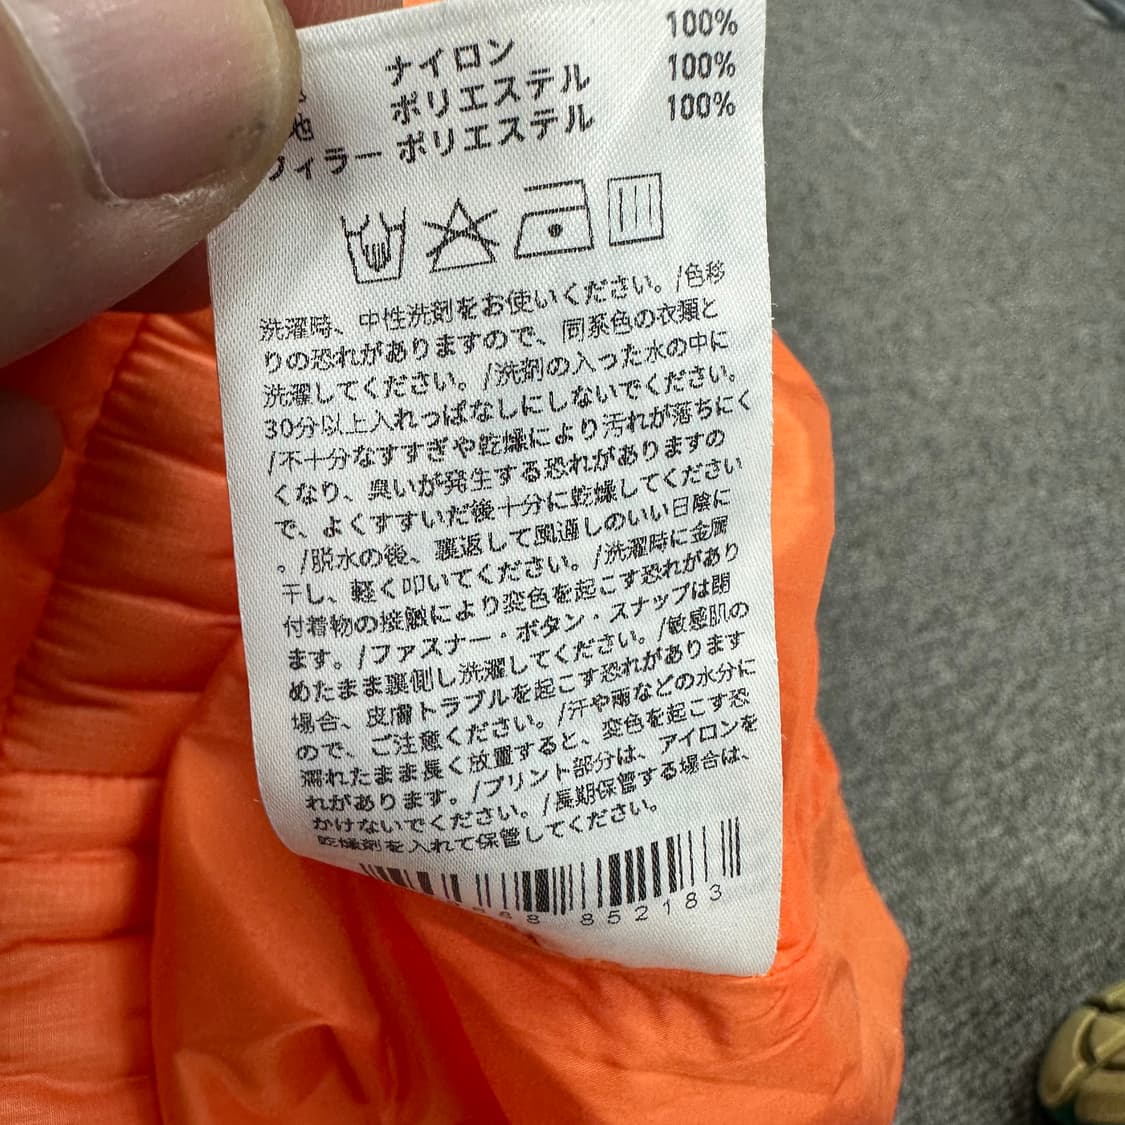 ナイロン 100%
ポリエステル 100%
フィラー ポリエステル 100%
洗濯時、中性洗剤をお使いください。/色移
りの恐れがありますので、同系色の衣類と
洗濯してください。/洗剤の入った水の中に
30分以上入れっぱなしにしないでください。
/不十分なすすぎや乾燥により汚れが落ちにく
くなり、臭いが発生する恐れがありますの
で、よくすすいだ後十分に乾燥してください
。/脱水の後、裏返して風通しのいい日陰に
干し、軽く叩いてください。/洗濯時に金属
付着物の接触により変色を起こす恐れがあり
ます。/ファスナー・ボタン・スナップは閉
めたまま裏側し洗濯してください。/敏感肌の
場合、皮膚トラブルを起こす恐れがあります
ので、ご注意ください。/汗や雨などの水分に
濡れたまま長く放置すると、変色を起こす恐
れがあります。/プリント部分は、アイロンを
かけないでください。/長期保管する場合は、
乾燥剤を入れて保管してください。
852183